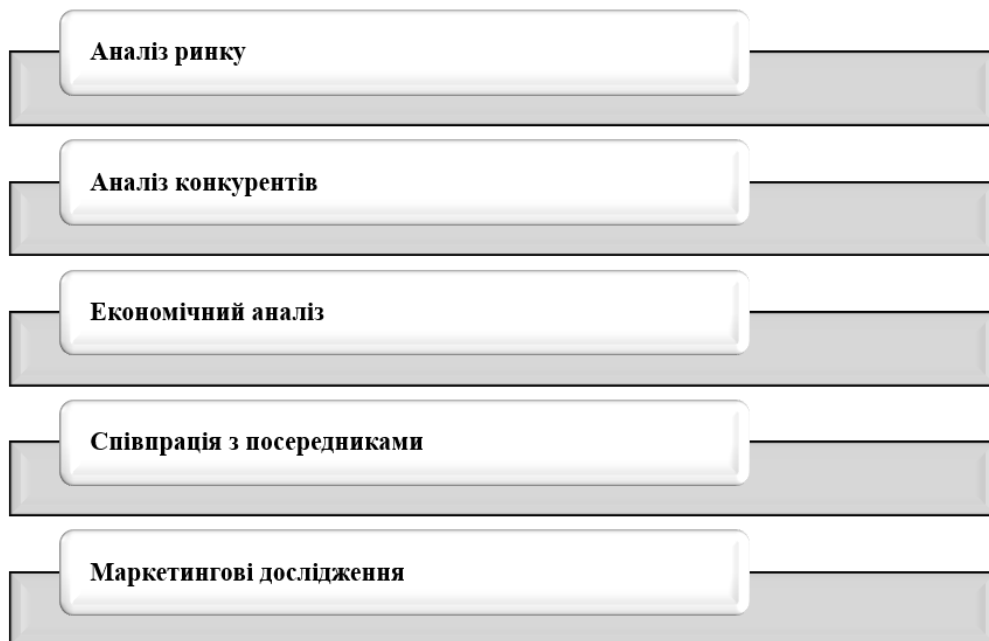 Аналіз ринку
Аналіз конкурентів
Економічний аналіз
Співпраця з посередниками
Маркетингові дослідження